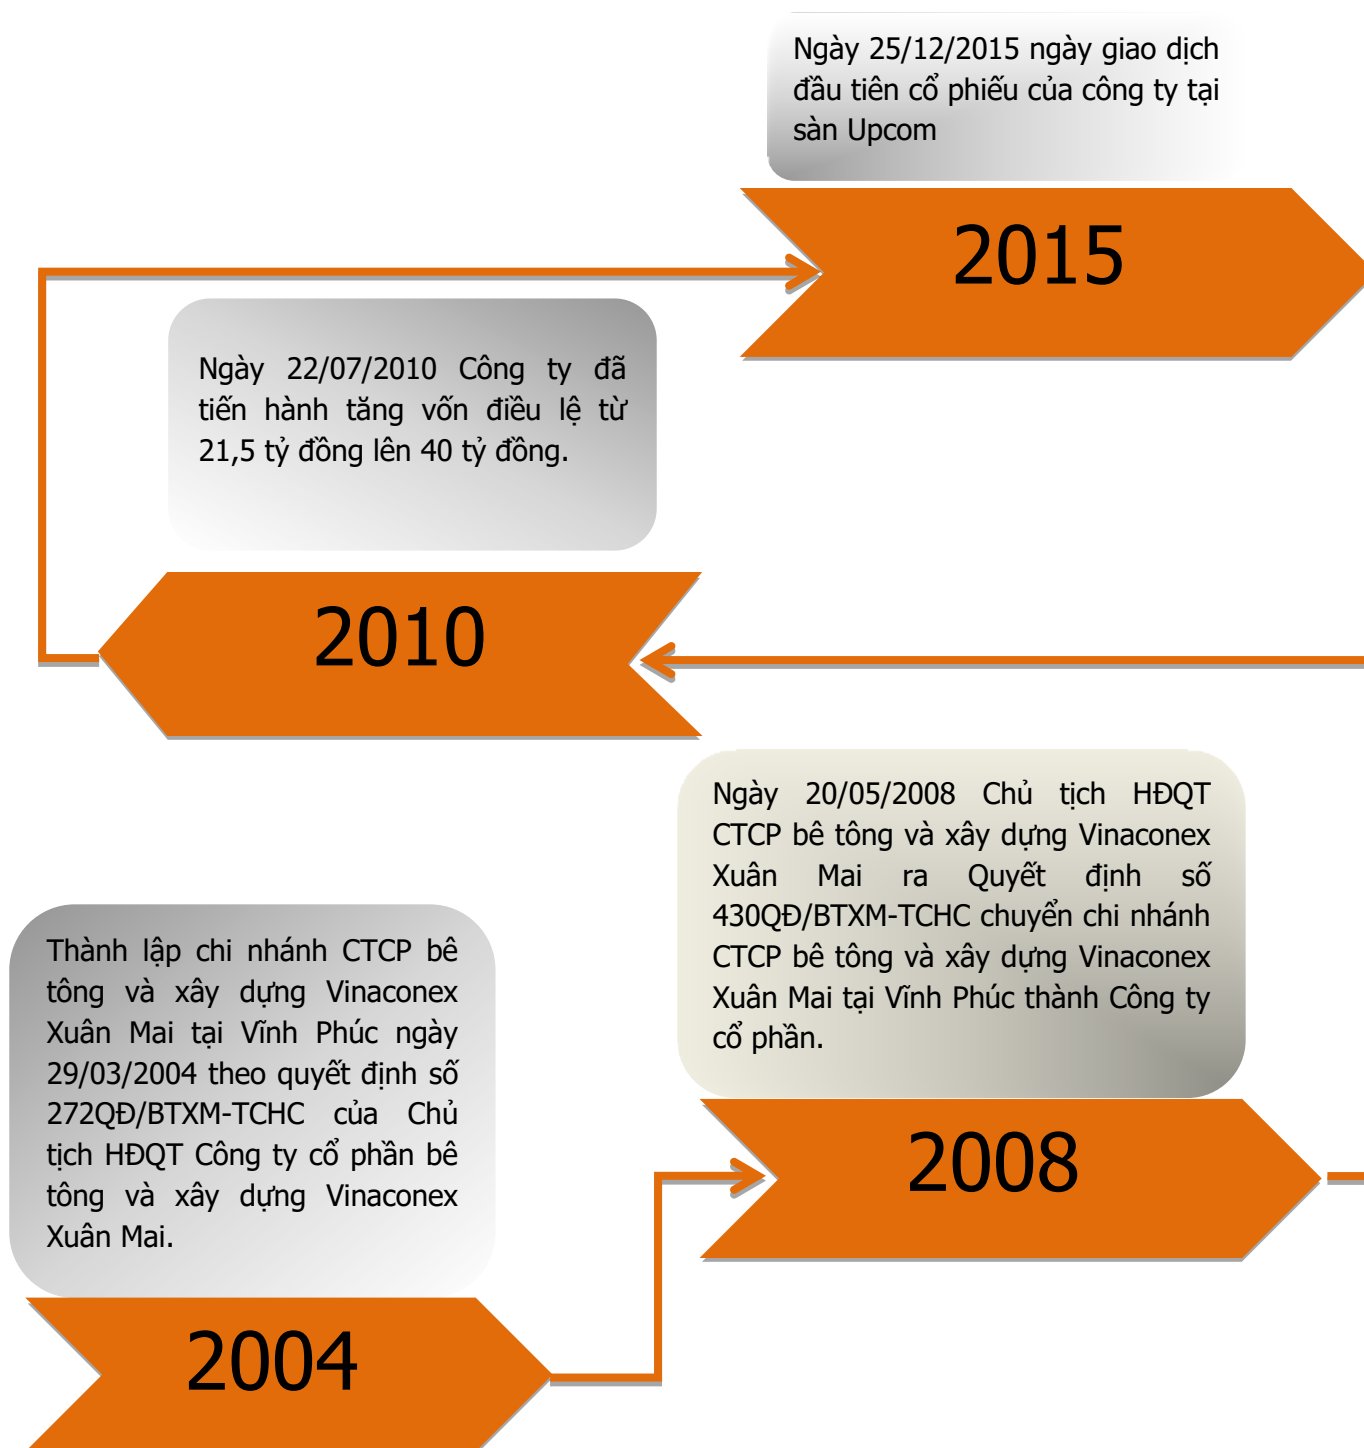 Ngày 25/12/2015 ngày giao dịch
đầu tiên cổ phiếu của công ty tại
sàn Upcom
2015
Ngày 22/07/2010 Công ty đã
tiến hành tăng vốn điều lệ từ
21,5 tỷ đồng lên 40 tỷ đồng.
2010
Ngày 20/05/2008 Chủ tịch HĐQT
CTCP bê tông và xây dựng Vinaconex
Xuân Mai ra Quyết định số
430QĐ/BTXM-TCHC chuyển chi nhánh
CTCP bê tông và xây dựng Vinaconex
Xuân Mai tại Vĩnh Phúc thành Công ty
cổ phần.
2008
Thành lập chi nhánh CTCP bê
tông và xây dựng Vinaconex
Xuân Mai tại Vĩnh Phúc ngày
29/03/2004 theo quyết định số
272QĐ/BTXM-TCHC của Chủ
tịch HĐQT Công ty cổ phần bê
tông và xây dựng Vinaconex
Xuân Mai.
2004